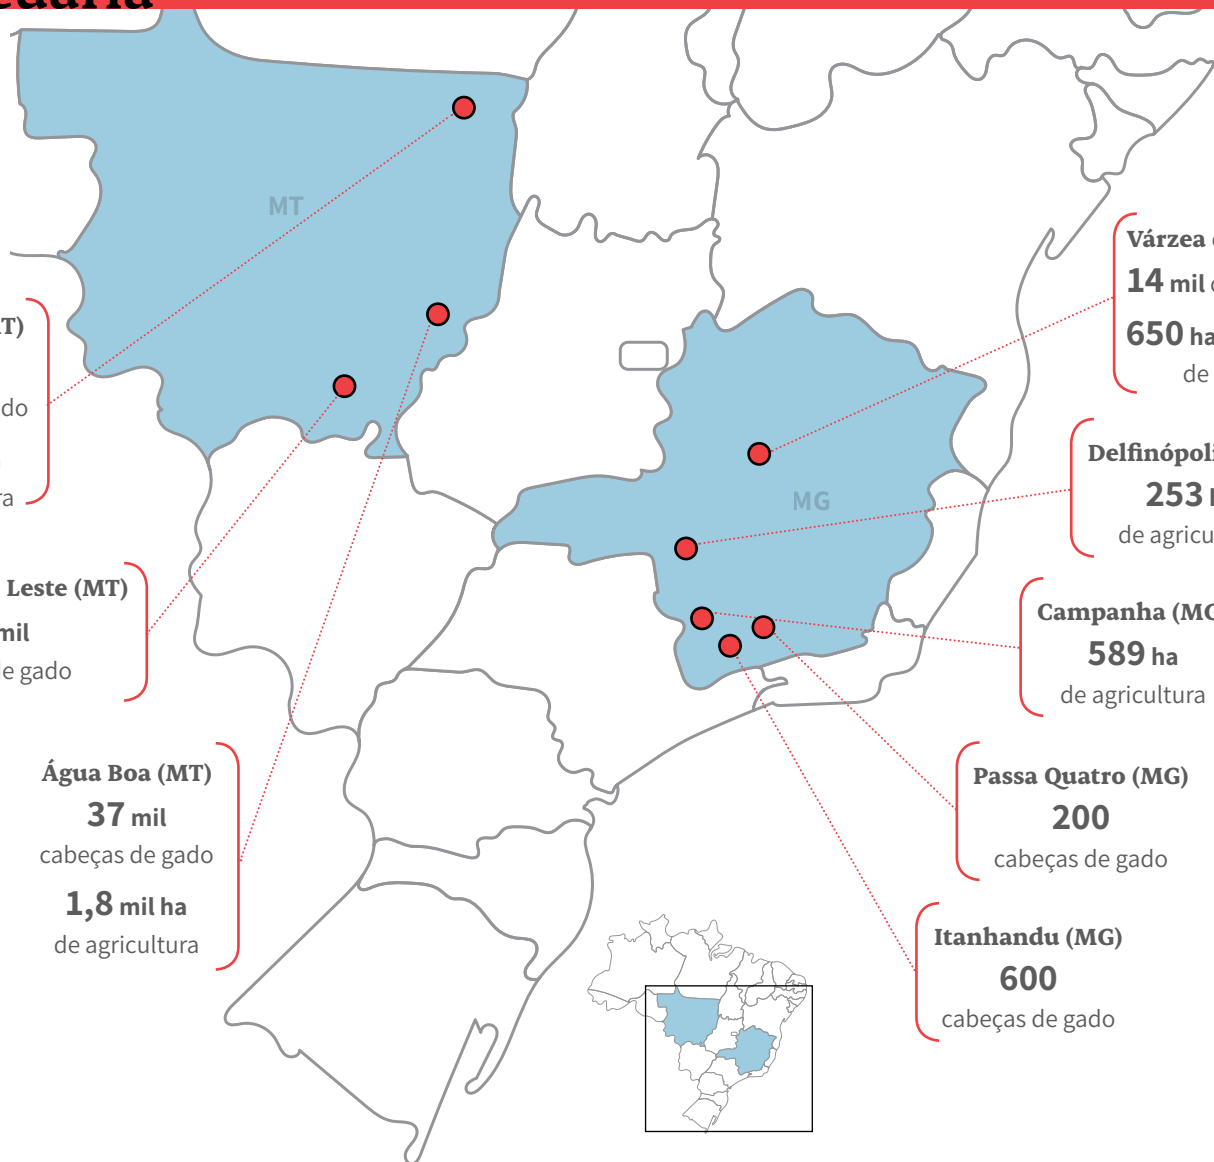 MT
MG
do
Leste (MT)
mil
de gado
Água Boa (MT)
37 mil
cabeças de gado
1,8 mil ha
de agricultura
Várzea
14 mil
650 ha
de
Delfinópolis
253
de agricu
Campanha (MG
589 ha
de agricultura
Passa Quatro (MG)
200
cabeças de gado
Itanhandu (MG)
600
cabeças de gado